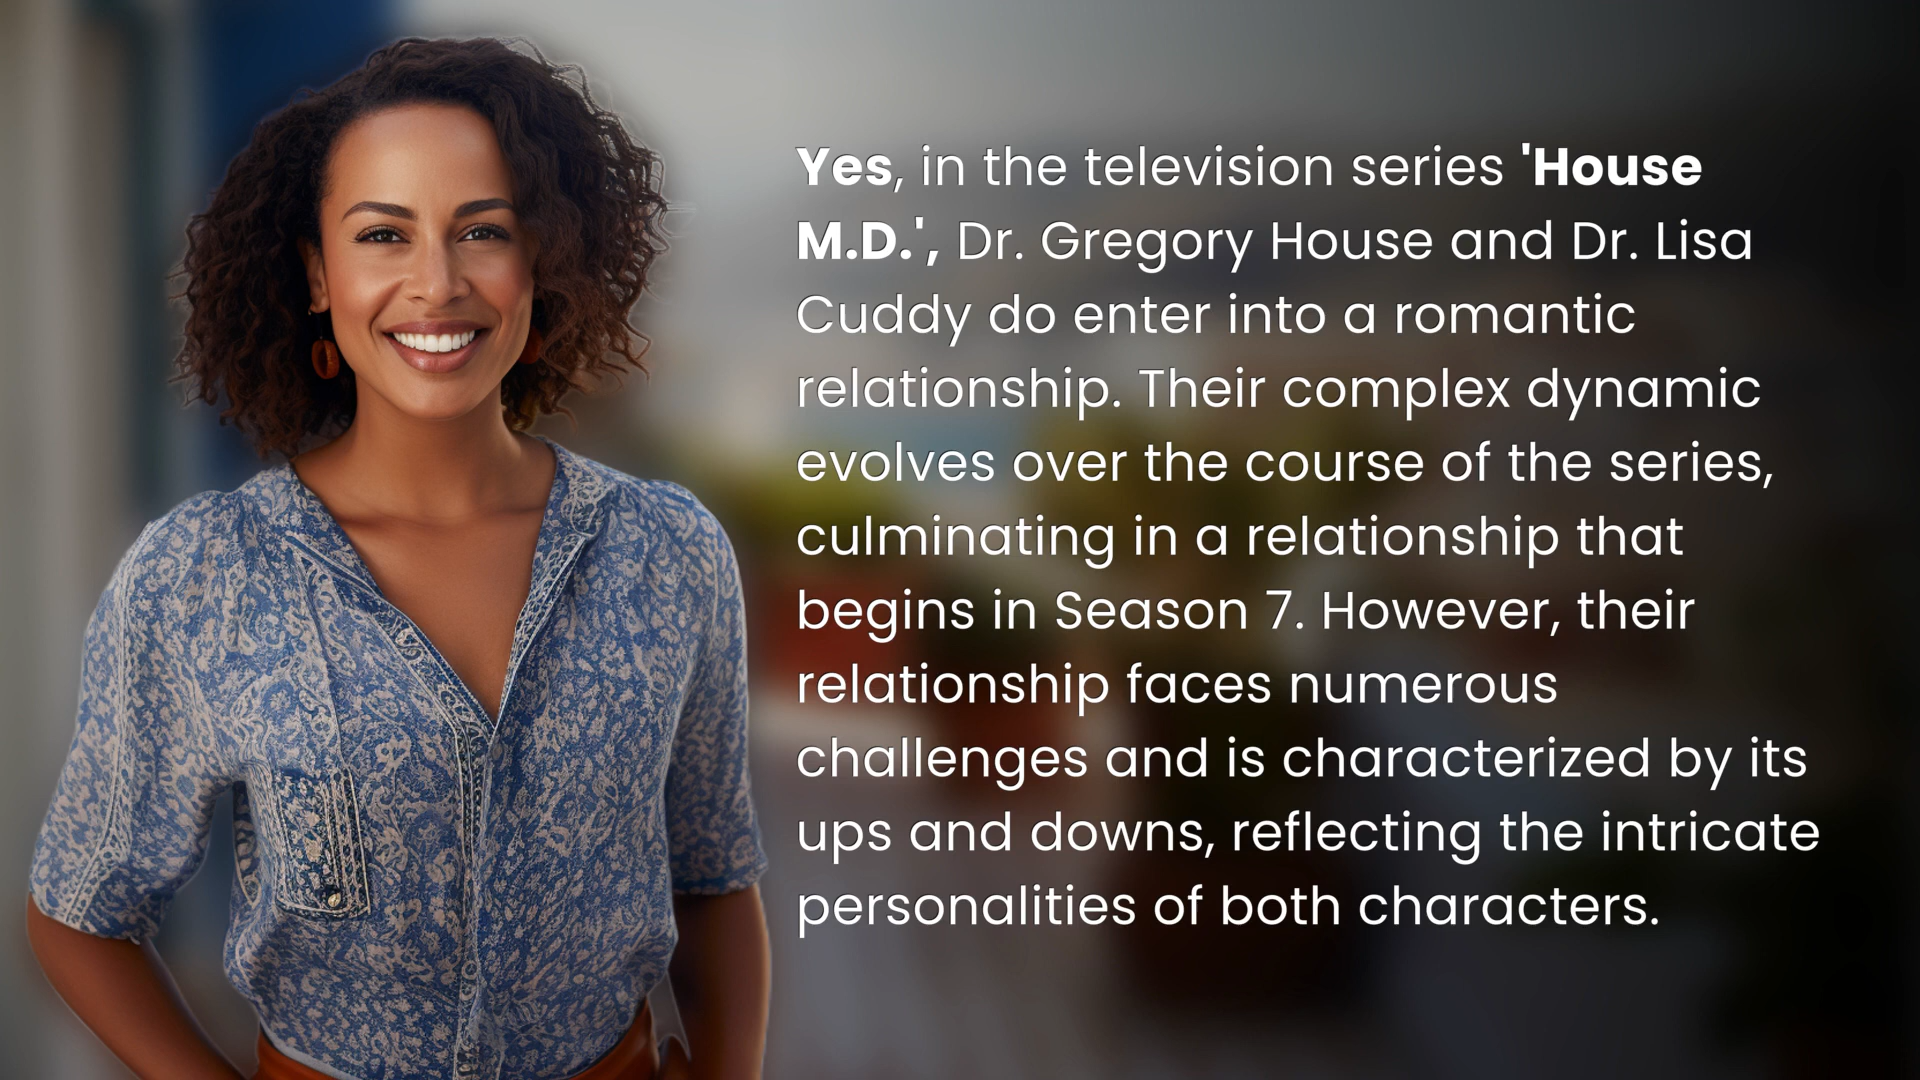 Yes, in the television series 'House
M.D.', Dr. Gregory House and Dr. Lisa
Cuddy do enter into a romantic
relationship. Their complex dynamic
evolves over the course of the series,
culminating in a relationship that
begins in Season 7. However, their
relationship faces numerous
challenges and is characterized by its
ups and downs, reflecting the intricate
personalities of both characters.